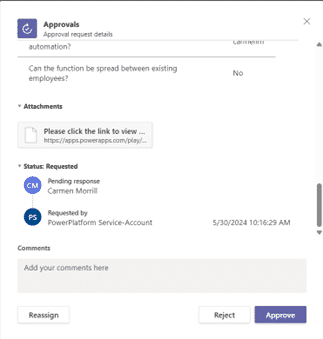 Approvals
Approval request details
automation?
Can the function be spread between existing
No
employees?
Attachments
Please click the link to view ...
https://apps.powerapps.com/play/...
Status: Requested
CM
Pending response
Carmen Morrill
PS
Requested by
PowerPlatform Service-Account
5/30/2024 10:16:29 AM
Comments
Add your comments here
Reassign
Reject
Approve